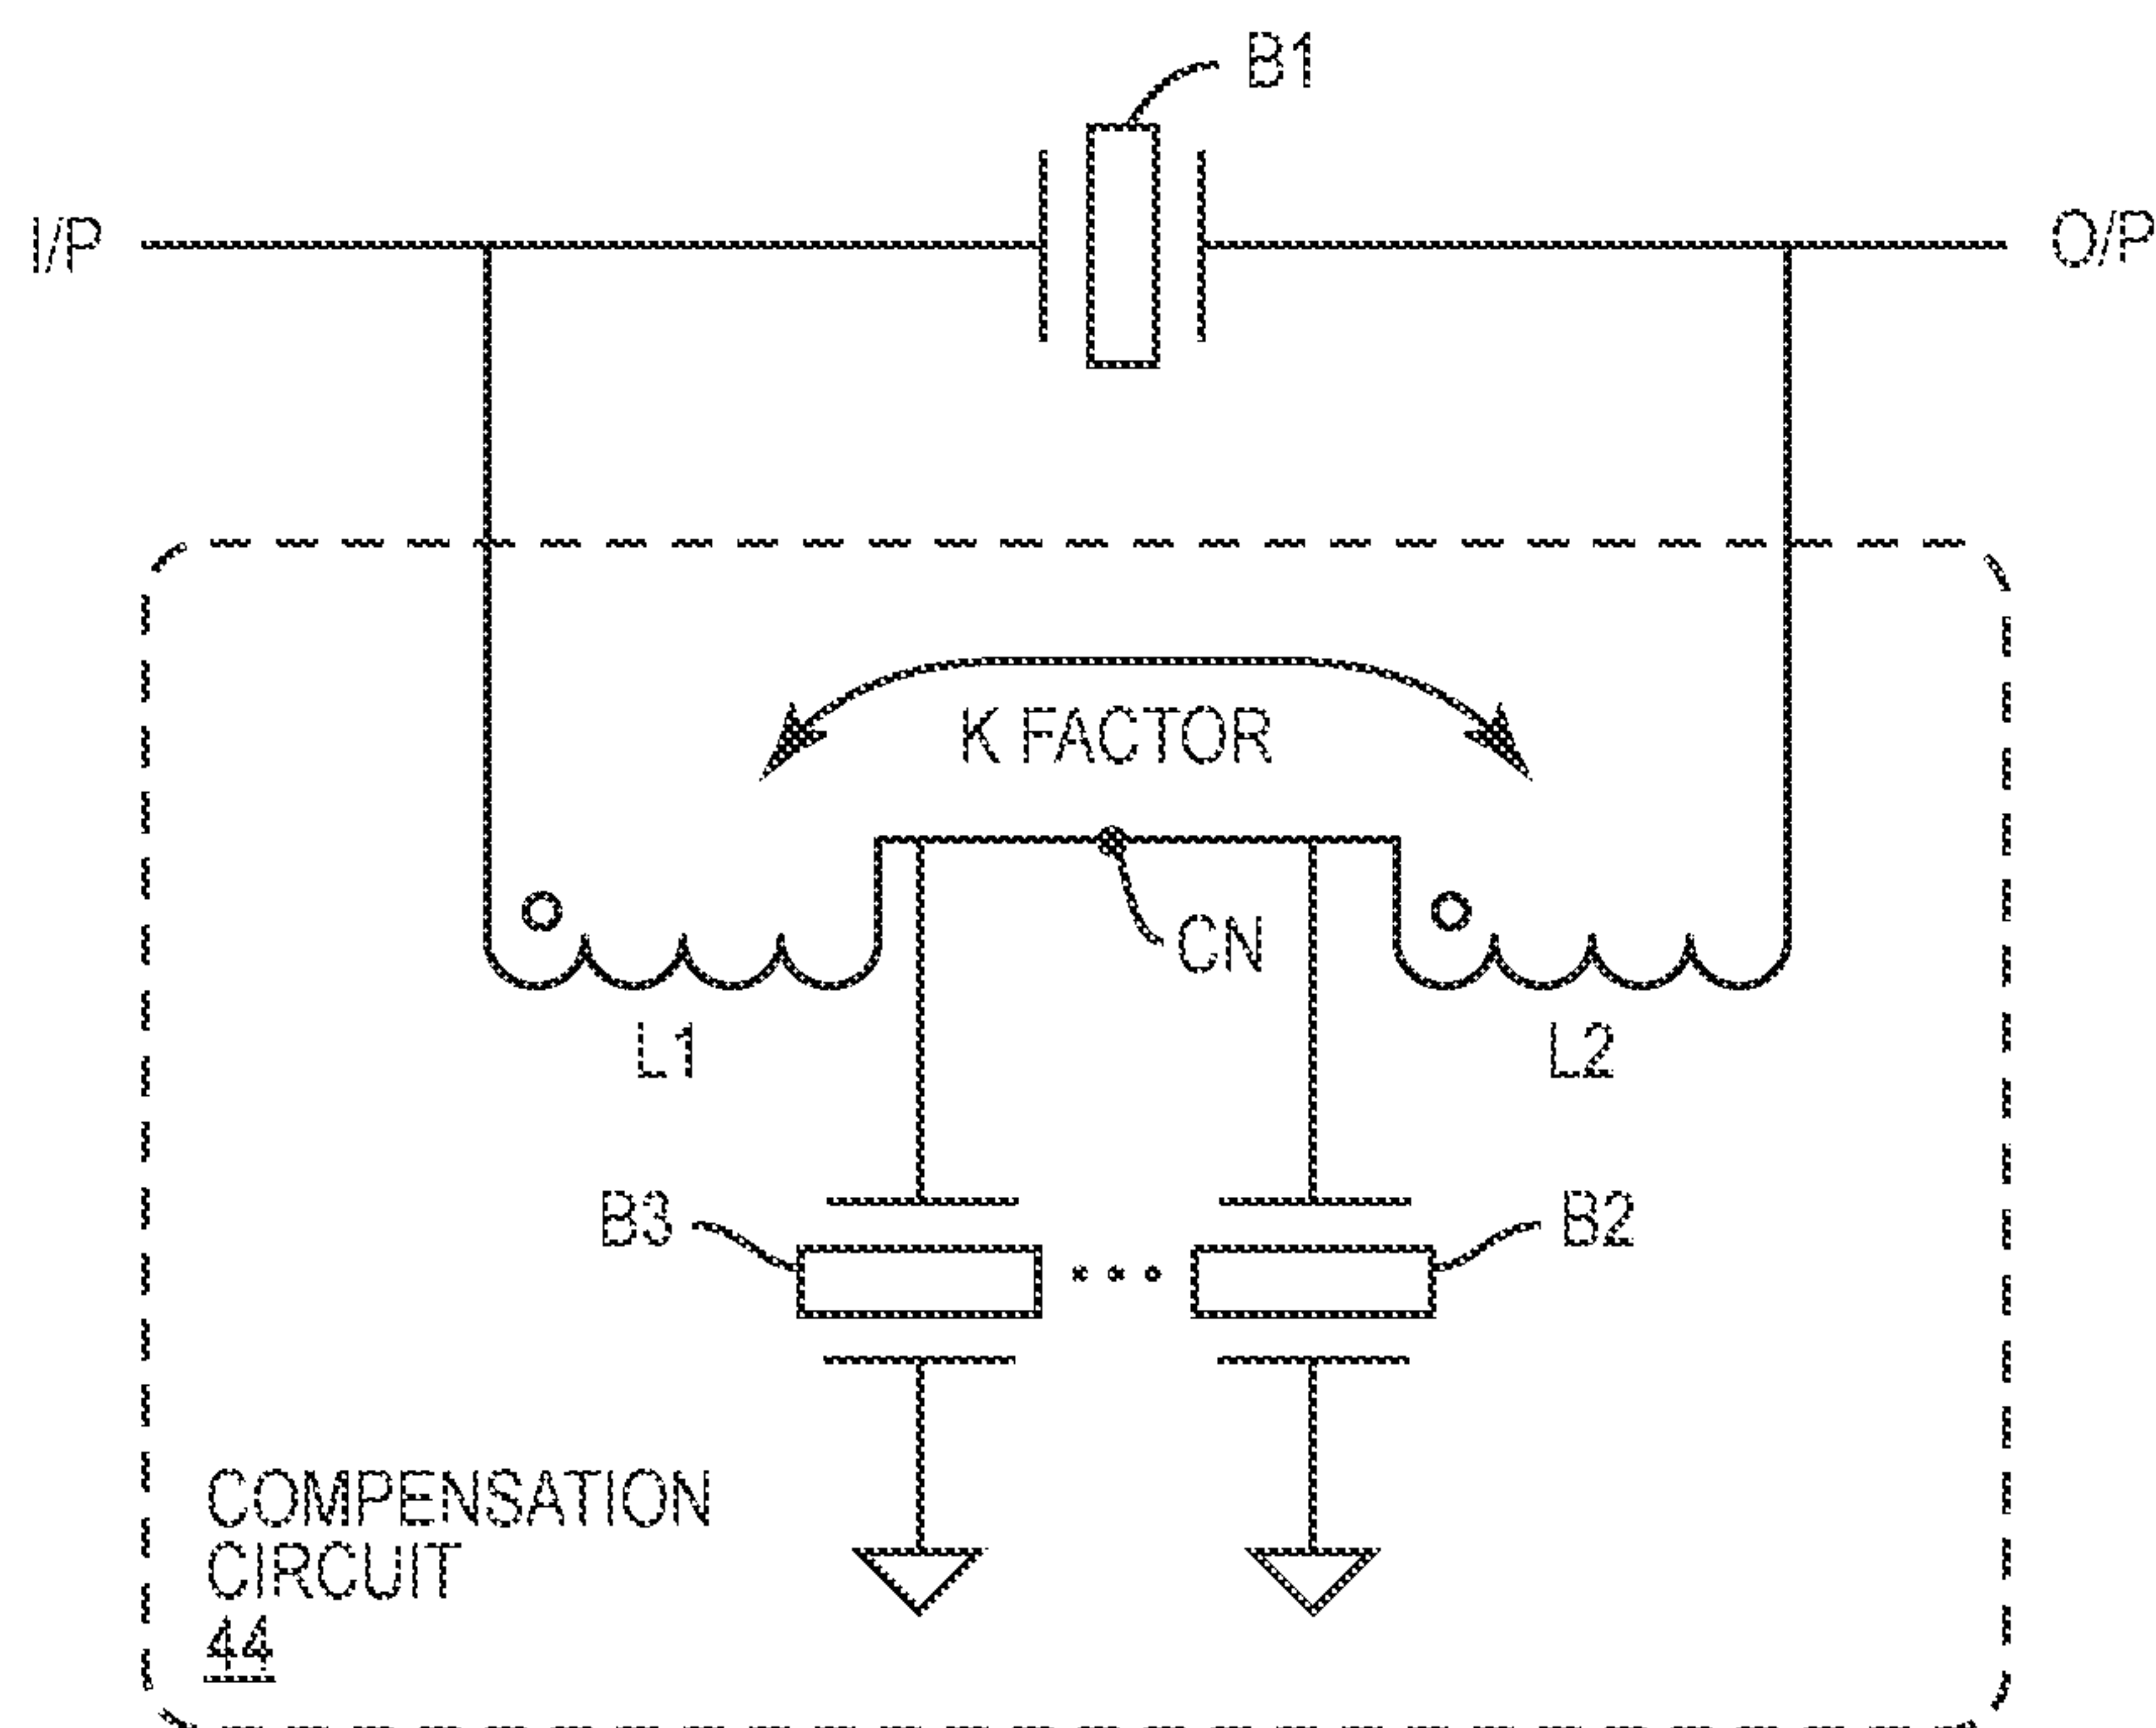 B1
I/P
O/P
K FACTOR
CN
L1
L2
B3
B2
COMPENSATION
CIRCUIT
44